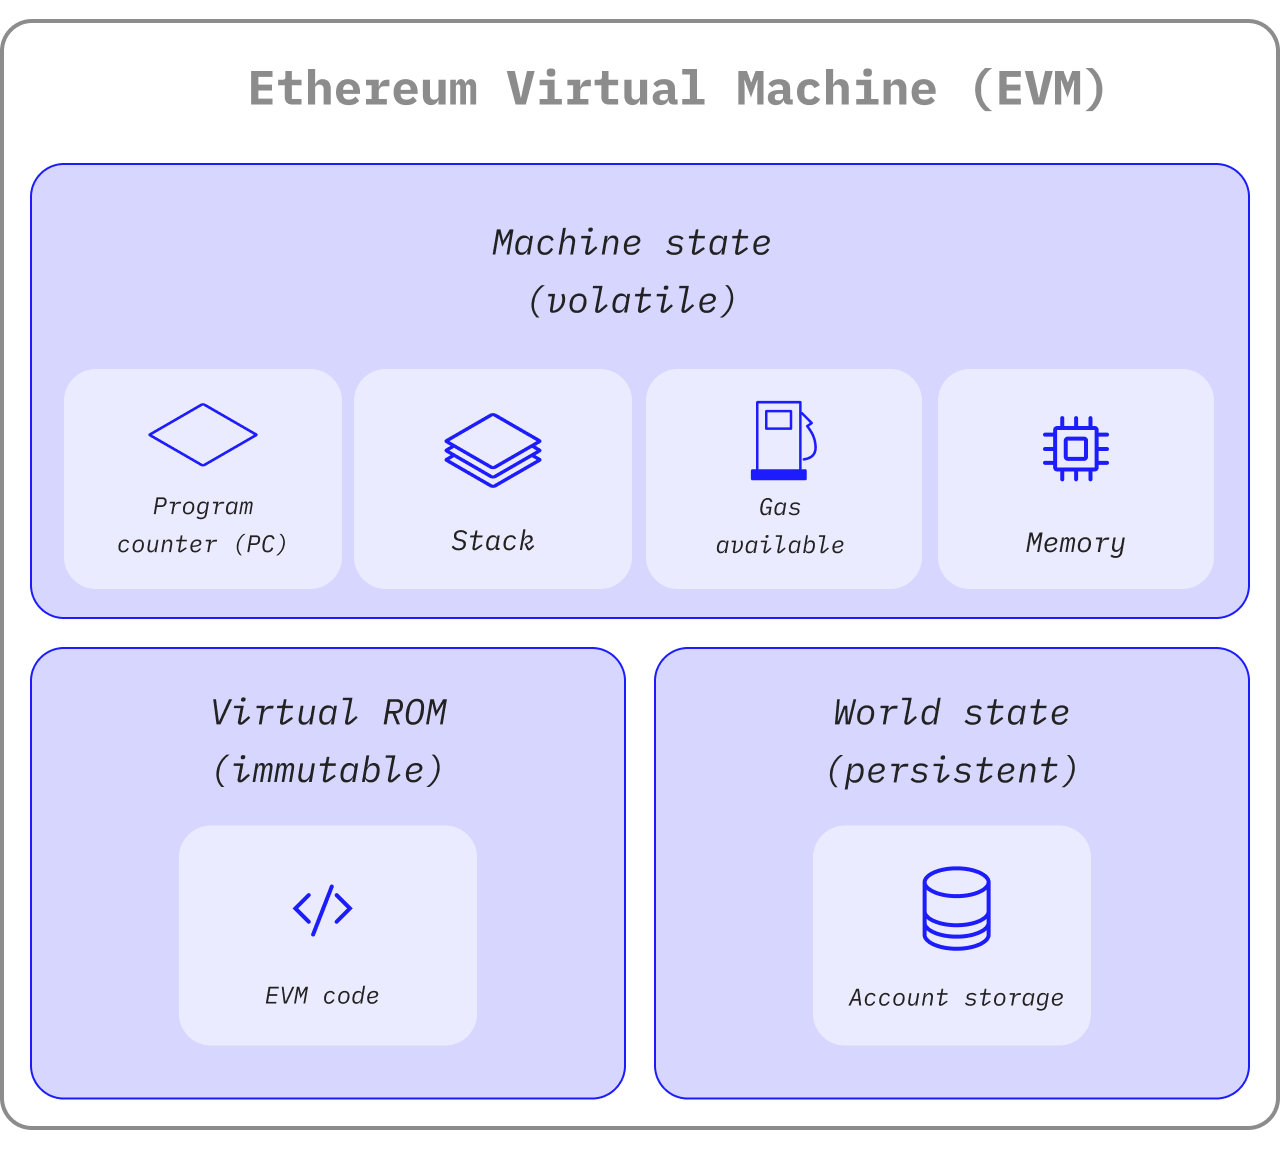 Ethereum Virtual Machine (EVM)
Machine state
(volatile)
Program
counter (PC)
Stack
Gas
available
Memory
Virtual ROM
(immutable)
EVM code
World state
(persistent)
Account storage